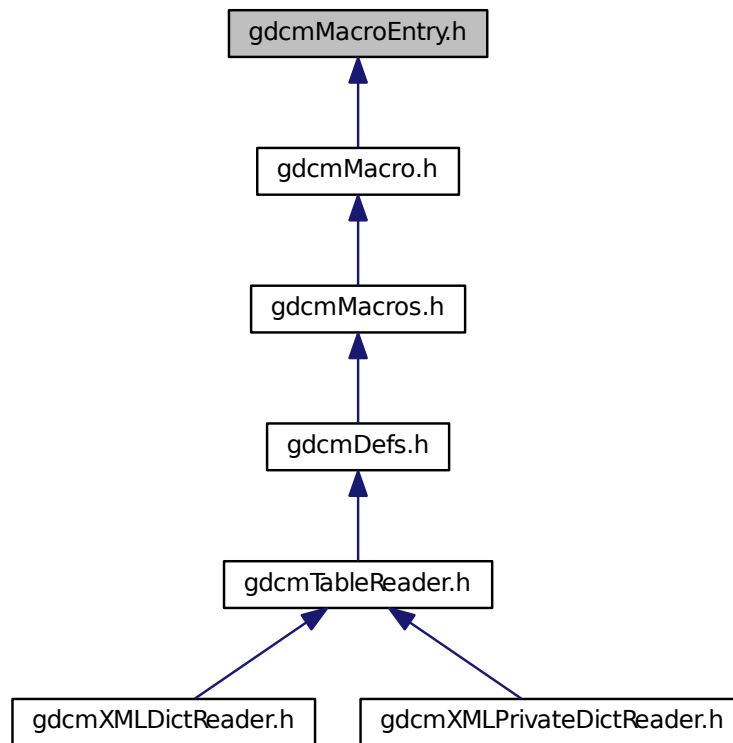 gdcmMacroEntry.h
gdcmMacro.h
gdcmMacros.h
gdcmDefs.h
gdcmTableReader.h
gdcmXMLDictReader.h
gdcmXMLPrivateDictReader.h